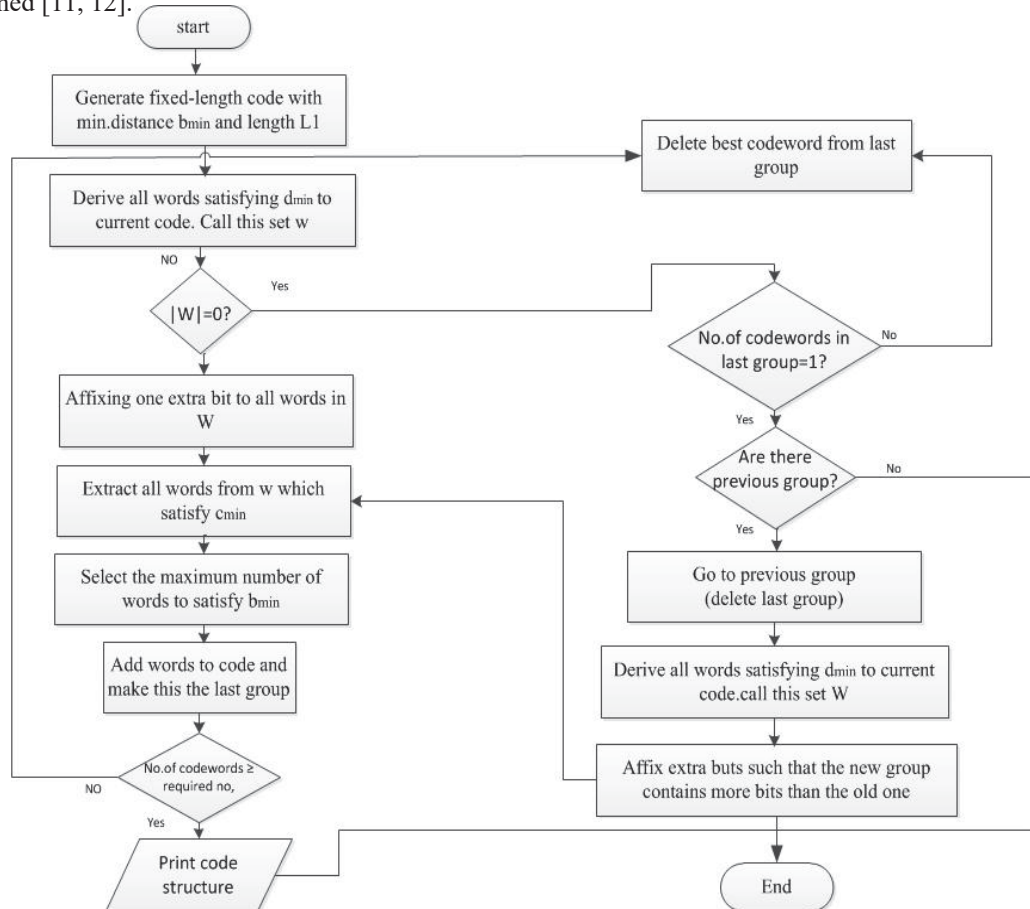 ned [11, 12].
start
Generate fixed-length code with
min.distance bmin and length L1
Derive all words satisfying dmin to
current code. Call this set w
NO
|W|=0?
Yes
Affixing one extra bit to all words in
W
Extract all words from w which
satisfy cmin
Select the maximum number of
words to satisfy bmin
Add words to code and
make this the last group
No.of codewords ≥
required no,
NO
Yes
Print code
structure
Delete best codeword from last
group
No.of codewords in
last group=1?
No
Yes
Are there
previous group?
No
Yes
Go to previous group
(delete last group)
Derive all words satisfying dmin to current
code.call this set W
Affix extra buts such that the new group
contains more bits than the old one
End